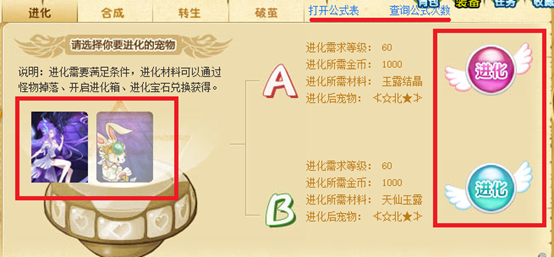 背包 装备 任务 收藏
进化 合成 转生 破茧 打开公式表 查询公式次数
请选择你要进化的宠物
说明：进化需要满足条件，进化材料可以通过
怪物掉落、开启进化箱、进化宝石兑换获得。
A
进化需求等级： 60
进化所需金币： 1000
进化所需材料： 玉露结晶
进化后宠物： ≮☆北★≯
进化
B
进化需求等级： 60
进化所需金币： 1000
进化所需材料： 天仙玉露
进化后宠物： ≮☆北★≯
进化